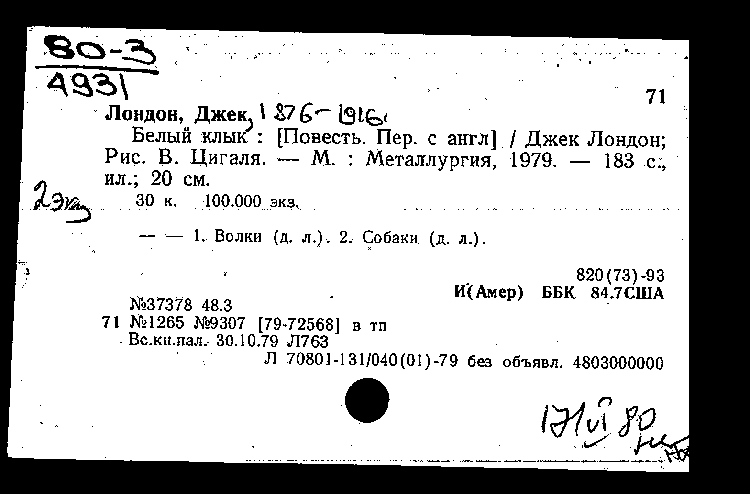 80-3
4931
71
Лондон, Джек, 1876-1916.
Белый клык : [Повесть. Пер. с англ] / Джек Лондон;
Рис. В. Цигаля. — М. : Металлургия, 1979. — 183 с.,
ил.; 20 см.
2 экз
30 к. 100.000 экз.
— — 1. Волки (д. л.). 2. Собаки (д. л.).
820(73)-93
И(Амер) ББК 84.7США
№37378 48.3
71 №1265 №9307 [79-72568] в тп
Вс.кн.пал. 30.10.79 Л763
Л 70801-131/040(01)-79 без объявл. 4803000000
17/VI 80